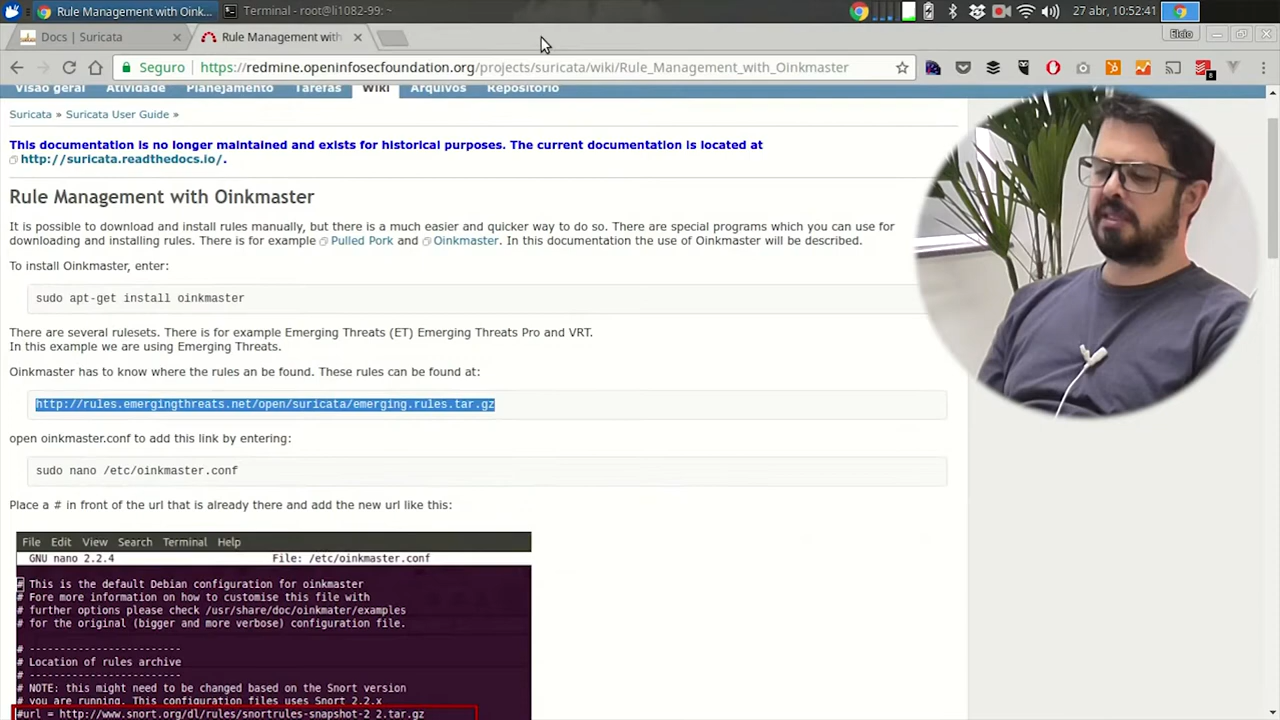 Rule Management with Oink
Terminal - root@li1082-99: ~
27 abr, 10:52:41
Docs | Suricata
Rule Management with
Elcio
Seguro
https://redmine.openinfosecfoundation.org/projects/suricata/wiki/Rule_Management_with_Oinkmaster
8
Visão geral Atividade Planejamento Tarefas Wiki Arquivos Repositório
Suricata » Suricata User Guide »
This documentation is no longer maintained and exists for historical purposes. The current documentation is located at
http://suricata.readthedocs.io/.
Rule Management with Oinkmaster
It is possible to download and install rules manually, but there is a much easier and quicker way to do so. There are special programs which you can use for
downloading and installing rules. There is for example Pulled Pork and Oinkmaster. In this documentation the use of Oinkmaster will be described.
To install Oinkmaster, enter:
sudo apt-get install oinkmaster
There are several rulesets. There is for example Emerging Threats (ET) Emerging Threats Pro and VRT.
In this example we are using Emerging Threats.
Oinkmaster has to know where the rules an be found. These rules can be found at:
http://rules.emergingthreats.net/open/suricata/emerging.rules.tar.gz
open oinkmaster.conf to add this link by entering:
sudo nano /etc/oinkmaster.conf
Place a # in front of the url that is already there and add the new url like this:
File Edit View Search Terminal Help
GNU nano 2.2.4 File: /etc/oinkmaster.conf
# This is the default Debian configuration for oinkmaster
# Fore more information on how to customise this file with
# further options please check /usr/share/doc/oinkmater/examples
# for the original (bigger and more verbose) configuration file.
# -----------------------
# Location of rules archive
# -----------------------
# NOTE: this might need to be changed based on the Snort version
# you are running. This configuration files uses Snort 2.2.x
#url = http://www.snort.org/dl/rules/snortrules-snapshot-2_2.tar.gz